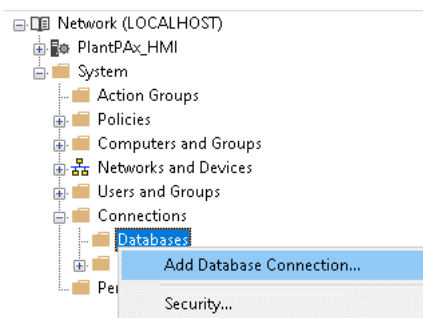 Network (LOCALHOST)
PlantPAx_HMI
System
Action Groups
Policies
Computers and Groups
Networks and Devices
Users and Groups
Connections
Databases
Add Database Connection...
Security...